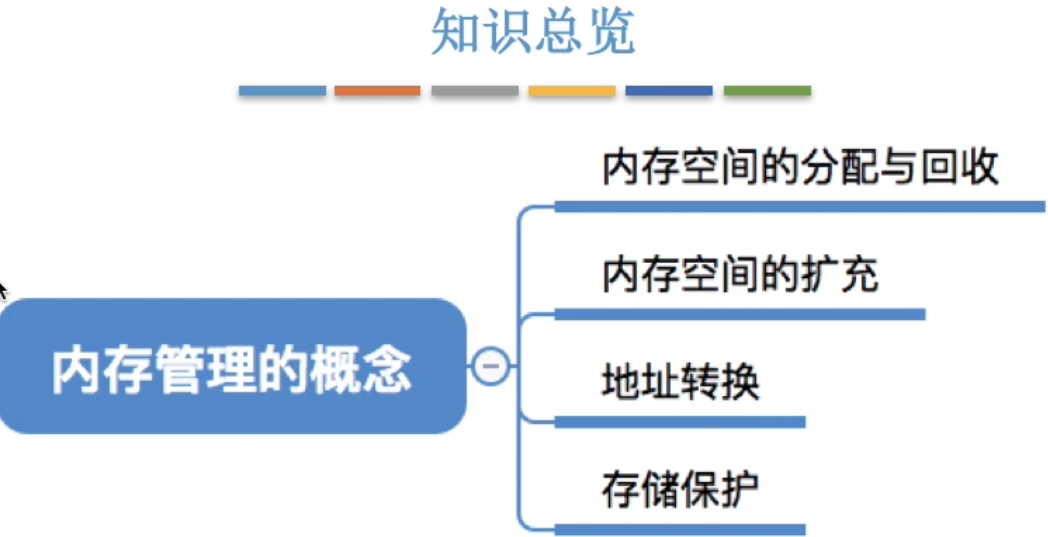 知识总览
内存空间的分配与回收
内存空间的扩充
内存管理的概念
地址转换
存储保护